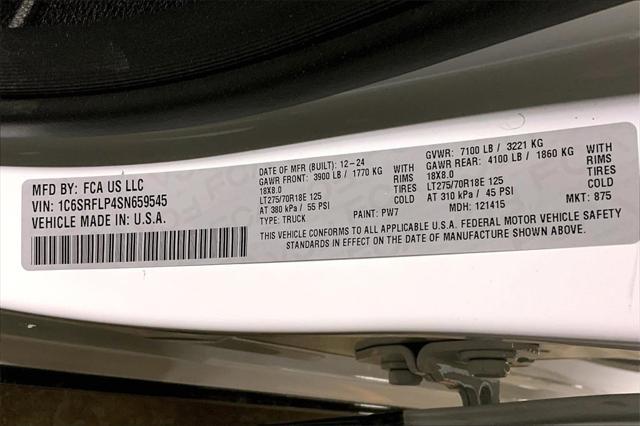 MFD BY: FCA US LLC
VIN: 1C6SRFLP4SN659545
VEHICLE MADE IN U.S.A.
DATE OF MFR (BUILT): 12-24
GAWR FRONT: 3900 LB / 1770 KG WITH
18X8.0 TIRES
LT275/70R18E 125 RIMS
AT 380 kPa / 55 PSI COLD
TYPE: TRUCK PAINT: PW7
GVWR: 7100 LB / 3221 KG
GAWR REAR: 4100 LB / 1860 KG WITH
18X8.0 TIRES
LT275/70R18E 125 RIMS
AT 310 kPa / 45 PSI COLD
MDH: 121415 MKT: 875
THIS VEHICLE CONFORMS TO ALL APPLICABLE U.S.A. FEDERAL MOTOR VEHICLE SAFETY
STANDARDS IN EFFECT ON THE DATE OF MANUFACTURE SHOWN ABOVE.